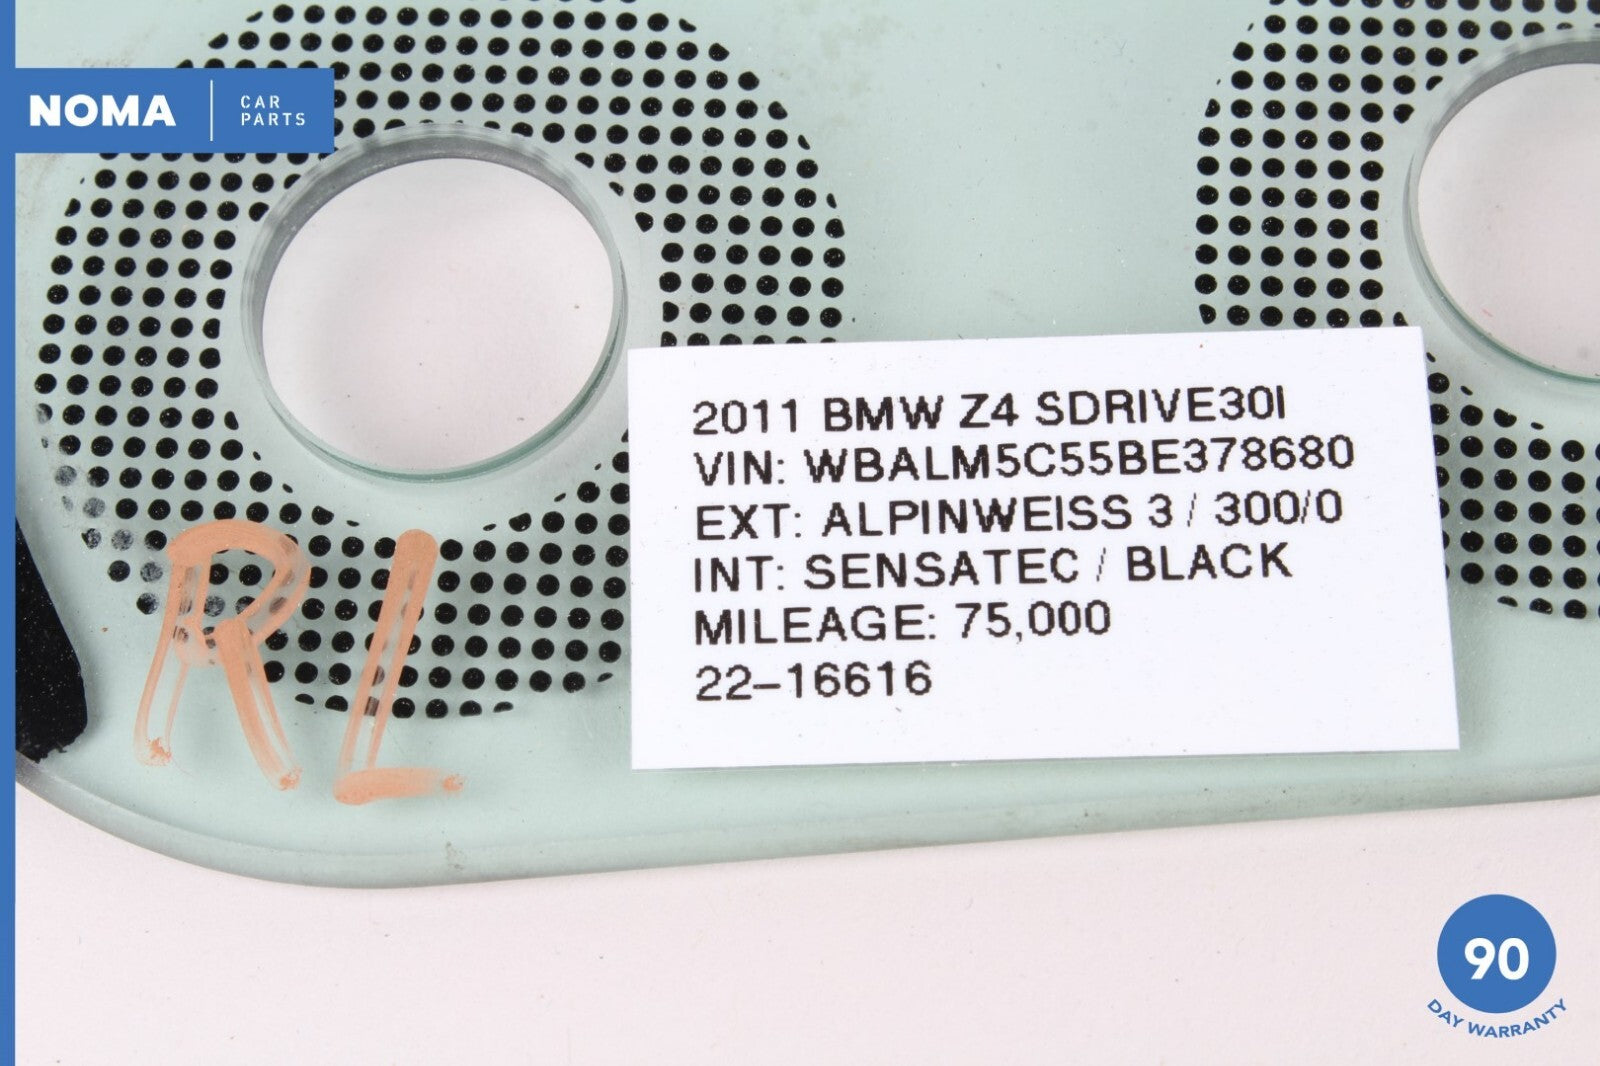 NOMA
CAR
PARTS
2011 BMW Z4 SDRIVE30I
VIN: WBALM5C55BE378680
EXT: ALPINWEISS 3 / 300/0
INT: SENSATEC / BLACK
MILEAGE: 75,000
22-16616
RL
90
DAY WARRANTY